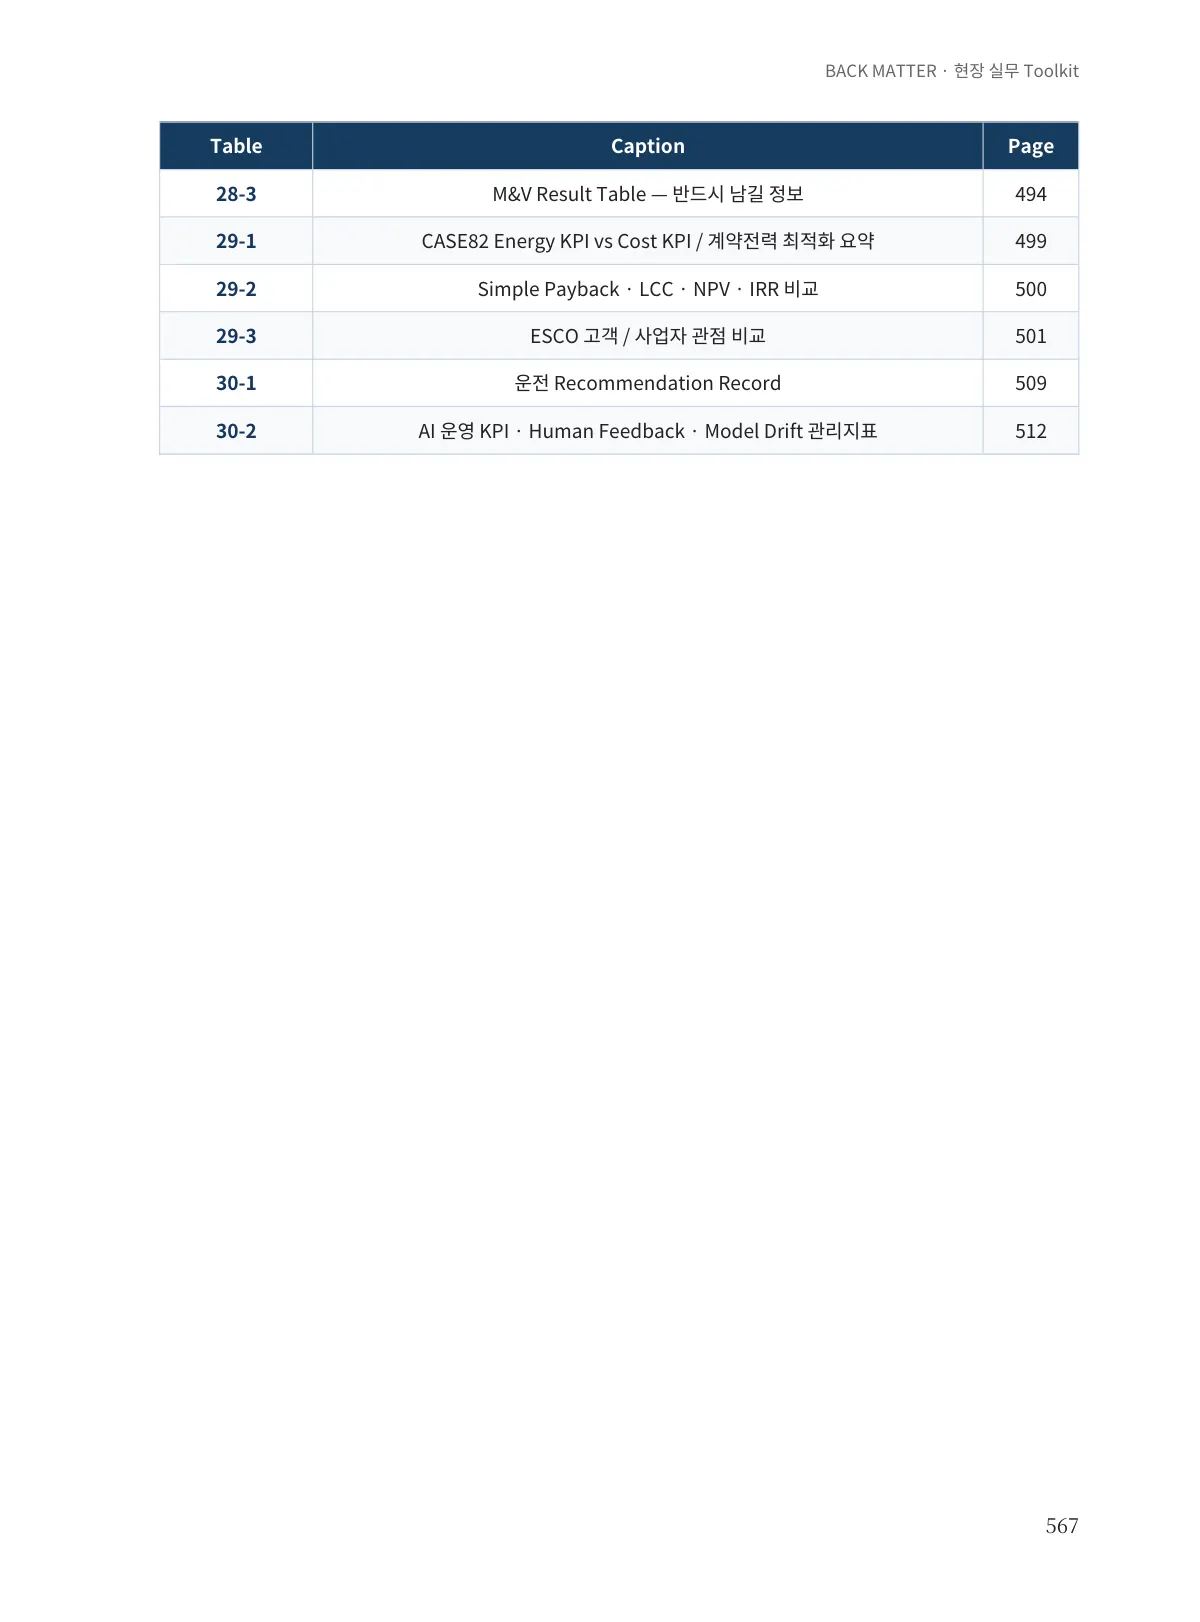 BACK MATTER · 현장 실무 Toolkit
Table Caption Page
28-3 M&V Result Table — 반드시 남길 정보 494
29-1 CASE82 Energy KPI vs Cost KPI / 계약전력 최적화 요약 499
29-2 Simple Payback · LCC · NPV · IRR 비교 500
29-3 ESCO 고객 / 사업자 관점 비교 501
30-1 운전 Recommendation Record 509
30-2 AI 운영 KPI · Human Feedback · Model Drift 관리지표 512
567